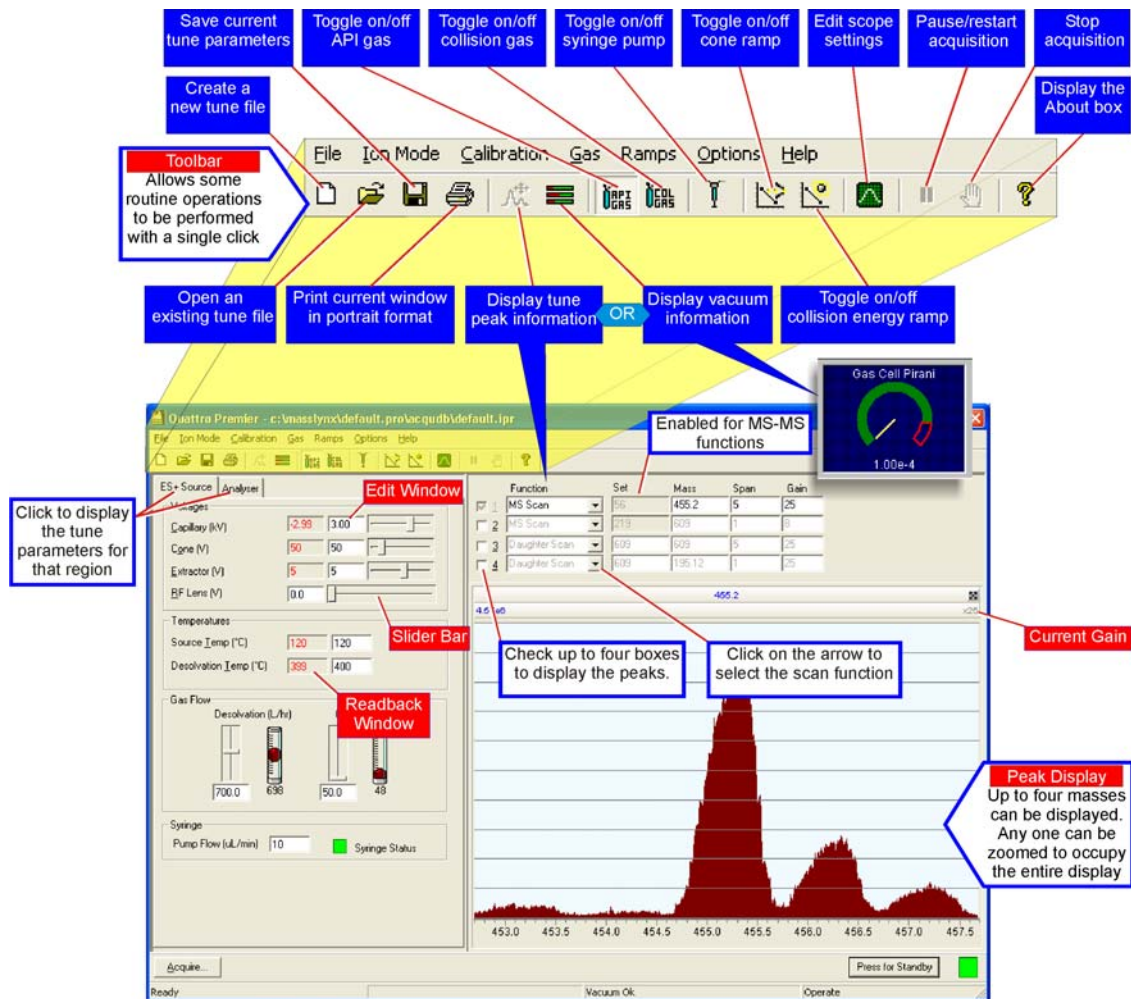 Save current
tune parameters
Toggle on/off
API gas
Toggle on/off
collision gas
Toggle on/off
syringe pump
Toggle on/off
cone ramp
Edit scope
settings
Pause/restart
acquisition
Stop
acquisition
Create a
new tune file
Display the
About box
Toolbar
Allows some
routine operations
to be performed
with a single click
File Ion Mode Calibration Gas Ramps Options Help
API GAS COL GAS
Open an
existing tune file
Print current window
in portrait format
Display tune
peak information
OR
Display vacuum
information
Toggle on/off
collision energy ramp
Gas Cell Pirani
1.00e-4
Quattro Premier - c:\masslynx\default.pro\acqudb\default.ipr
File Ion Mode Calibration Gas Ramps Options Help
Enabled for MS-MS
functions
ES+ Source Analyser
Edit Window
Click to display
the tune
parameters for
that region
Voltages
Capillary (kV) -2.99 3.00
Cone (V) 50 50
Extractor (V) 5 5
RF Lens (V) 0.0
Slider Bar
Temperatures
Source Temp (°C) 120 120
Desolvation Temp (°C) 399 400
Readback
Window
Gas Flow
Desolvation (L/hr)
700.0 698 50.0 48
Syringe
Pump Flow (uL/min) 10 Syringe Status
Function Set Mass Span Gain
1 MS Scan 56 455.2 5 25
2 MS Scan 219 609 1 8
3 Daughter Scan 609 609 5 25
4 Daughter Scan 609 195.12 1 25
455.2
x25
Current Gain
Check up to four boxes
to display the peaks.
Click on the arrow to
select the scan function
Peak Display
Up to four masses
can be displayed.
Any one can be
zoomed to occupy
the entire display
453.0 453.5 454.0 454.5 455.0 455.5 456.0 456.5 457.0 457.5
Acquire...
Press for Standby
Ready Vacuum Ok Operate